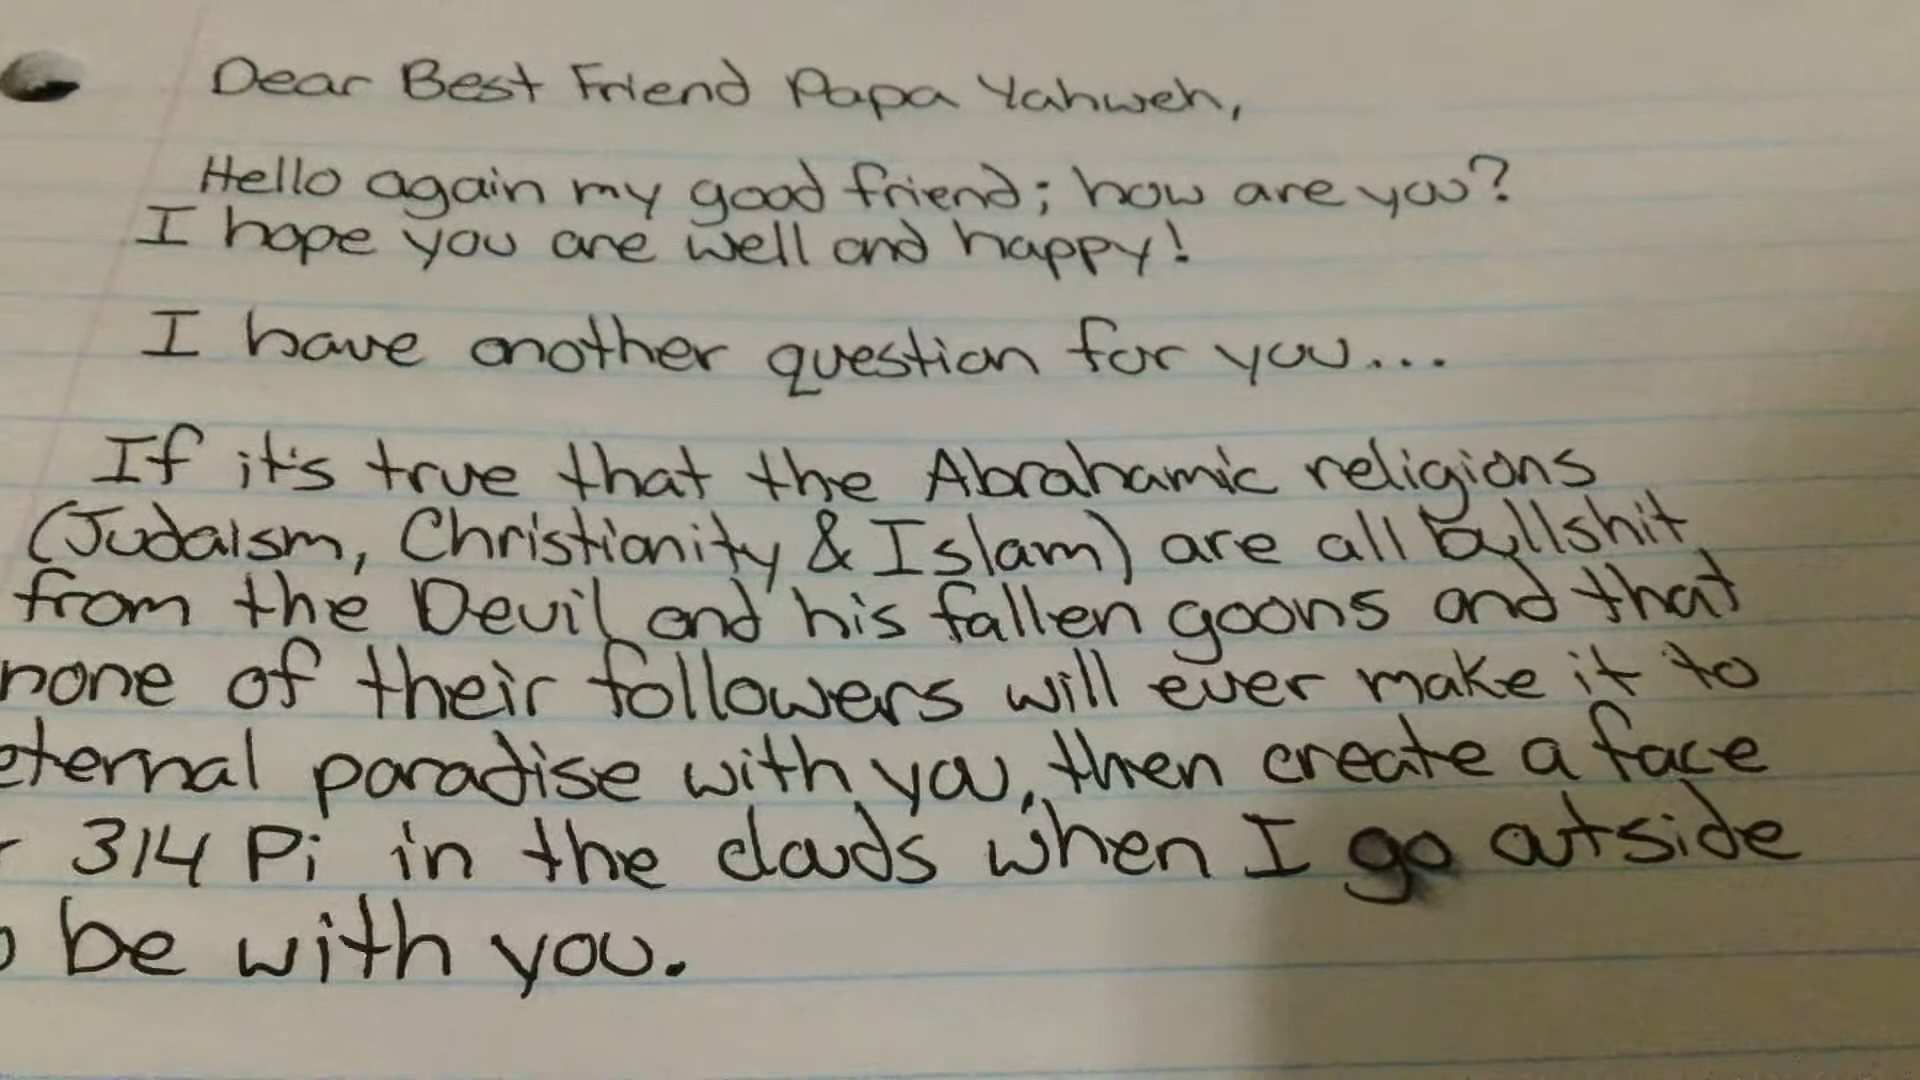 Dear Best Friend Papa Yahweh,
Hello again my good friend; how are you?
I hope you are well and happy!
I have another question for you...
If it's true that the Abrahamic religions
(Judaism, Christianity & Islam) are all bullshit
from the Devil and his fallen goons and that
none of their followers will ever make it to
eternal paradise with you, then create a face
314 Pi in the clouds when I go outside
be with you.